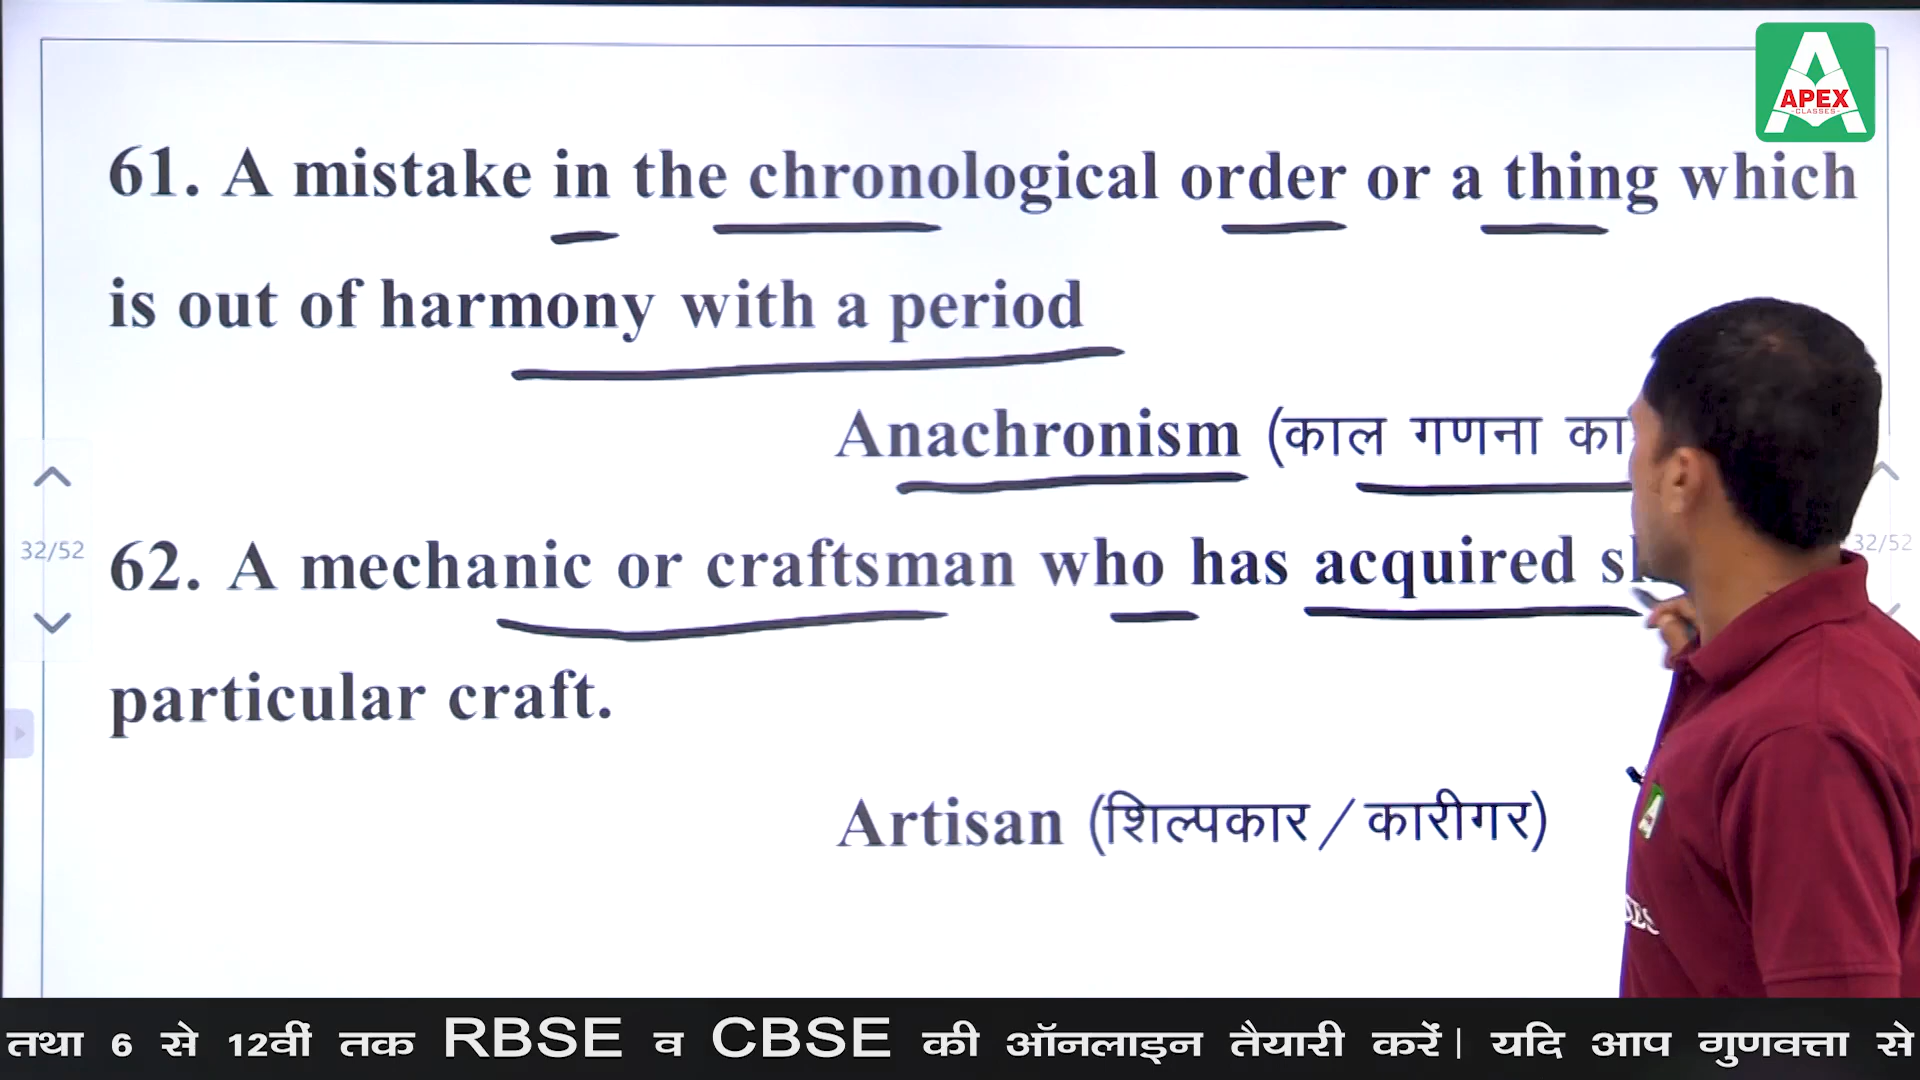 APEX
CLASSES
61. A mistake in the chronological order or a thing which
is out of harmony with a period
Anachronism (काल गणना का
62. A mechanic or craftsman who has acquired
particular craft.
Artisan (शिल्पकार / कारीगर)
32/52
32/52
तथा 6 से 12वीं तक RBSE व CBSE की ऑनलाइन तैयारी करें| यदि आप गुणवत्ता से